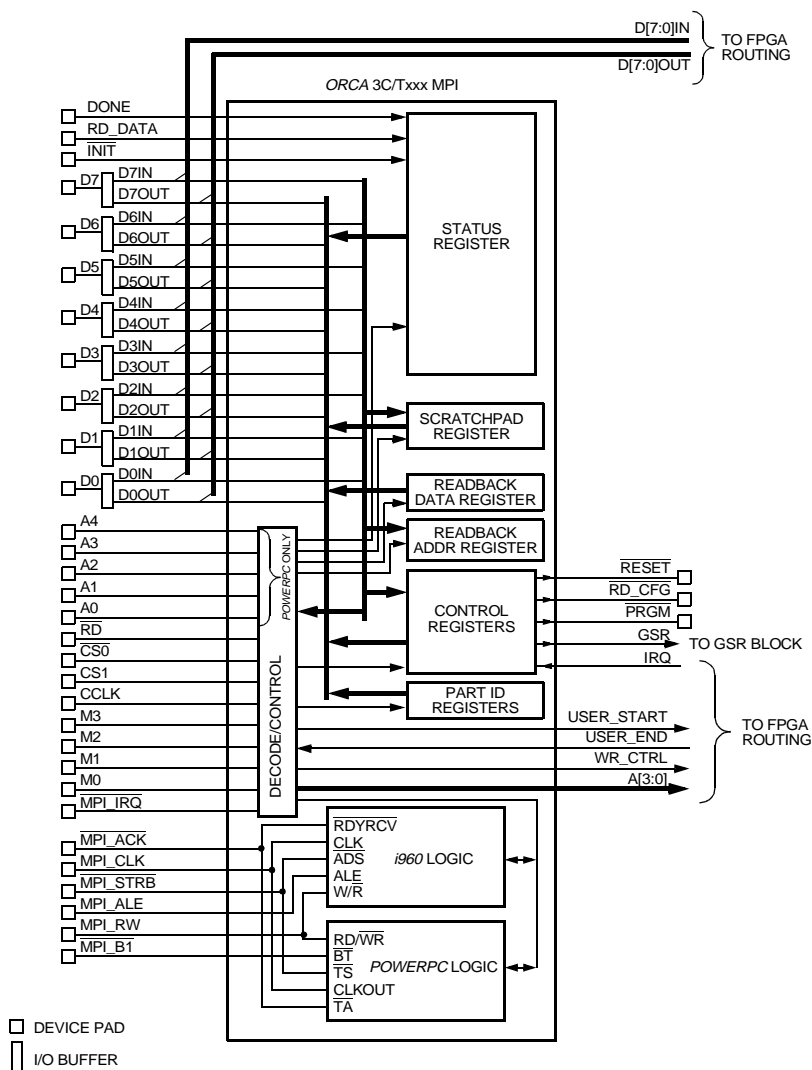 D[7:0]IN
D[7:0]OUT
TO FPGA
ROUTING
ORCA 3C/Txxx MPI
DONE
RD_DATA
INIT
D7
D7IN
D7OUT
D6
D6IN
D6OUT
D5
D5IN
D5OUT
D4
D4IN
D4OUT
D3
D3IN
D3OUT
D2
D2IN
D2OUT
D1
D1IN
D1OUT
D0
D0IN
D0OUT
STATUS
REGISTER
SCRATCHPAD
REGISTER
READBACK
DATA REGISTER
READBACK
ADDR REGISTER
CONTROL
REGISTERS
PART ID
REGISTERS
A4
A3
A2
A1
A0
RD
CS0
CS1
CCLK
M3
M2
M1
M0
MPI_IRQ
POWERPC ONLY
DECODE/CONTROL
RESET
RD_CFG
PRGM
GSR
TO GSR BLOCK
IRQ
USER_START
USER_END
WR_CTRL
A[3:0]
TO FPGA
ROUTING
MPI_ACK
MPI_CLK
MPI_STRB
MPI_ALE
MPI_RW
MPI_B1
RDYRCV
CLK
ADS
ALE
W/R
i960 LOGIC
RD/WR
BT
TS
CLKOUT
TA
POWERPC LOGIC
DEVICE PAD
I/O BUFFER